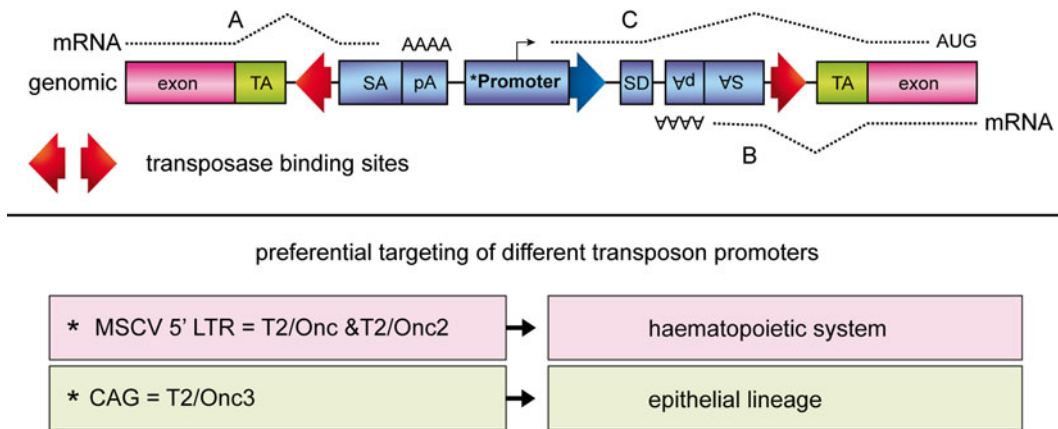 A
C
mRNA
AAAA
AUG
genomic
exon
TA
SA
pA
*Promoter
SD
pA
SA
TA
exon
AAAA
mRNA
B
transposase binding sites
preferential targeting of different transposon promoters
* MSCV 5' LTR = T2/Onc &T2/Onc2
haematopoietic system
* CAG = T2/Onc3
epithelial lineage